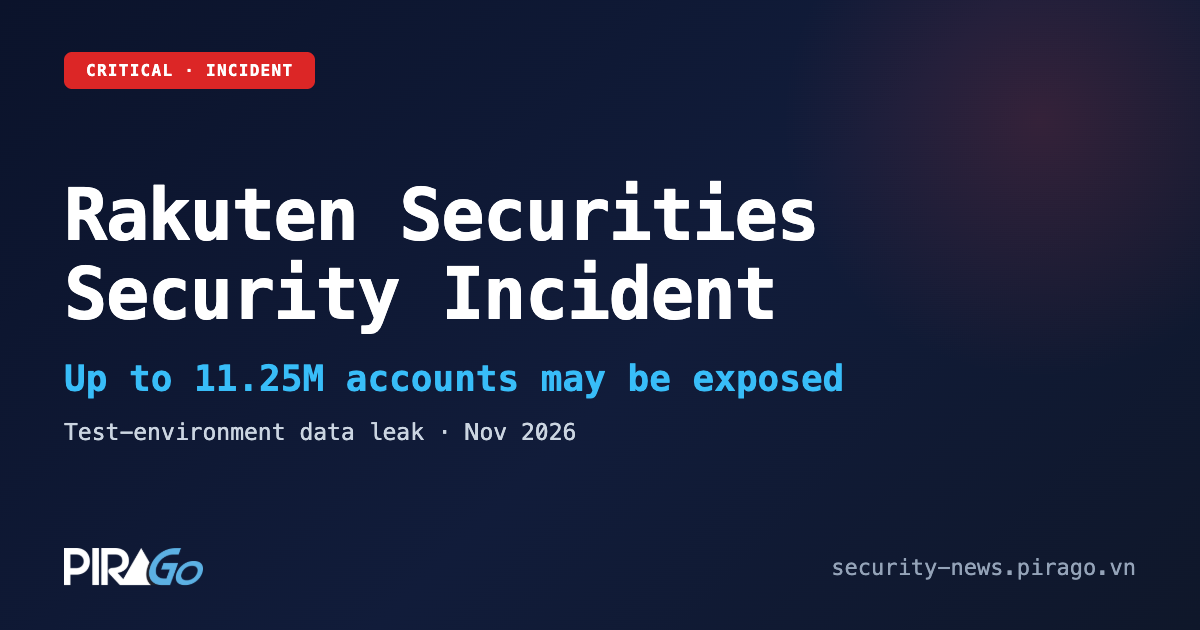 CRITICAL · INCIDENT
Rakuten Securities
Security Incident
Up to 11.25M accounts may be exposed
Test-environment data leak · Nov 2026
PIRAGo
security-news.pirago.vn